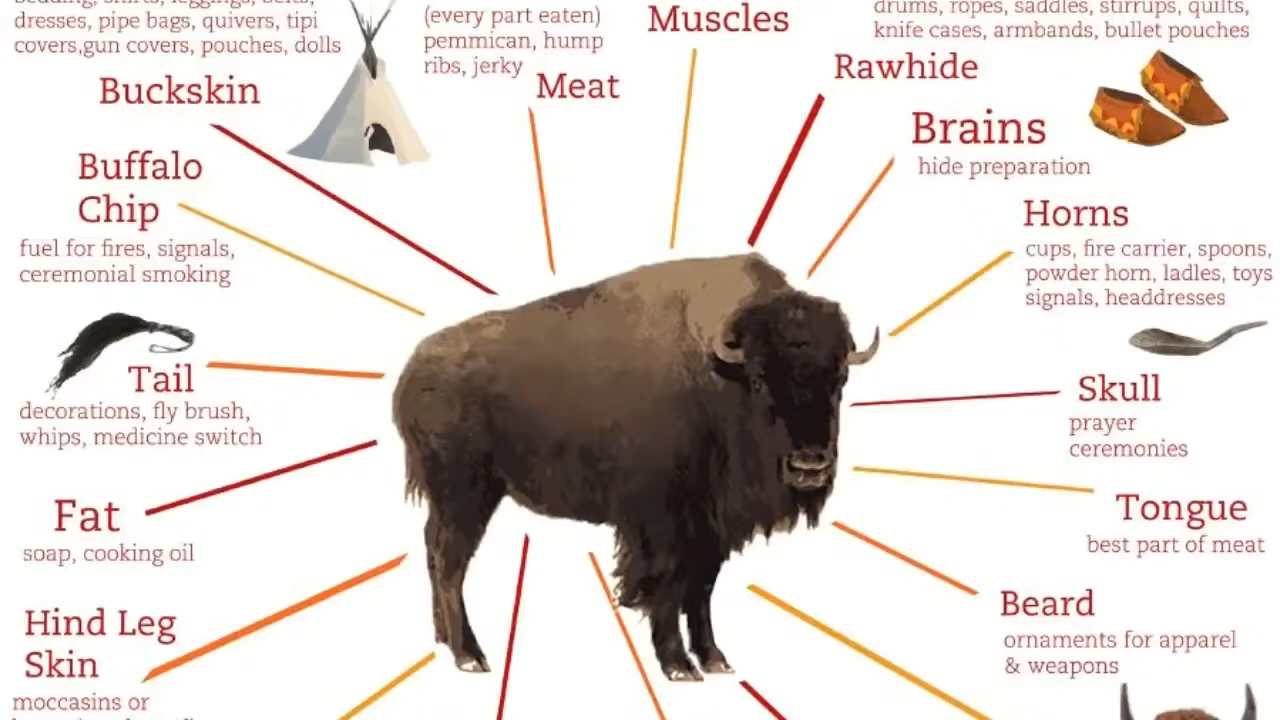 bedding, shirts, leggings, belts,
dresses, pipe bags, quivers, tipi
covers,gun covers, pouches, dolls
Buckskin
(every part eaten)
pemmican, hump
ribs, jerky
Meat
Muscles
drums, ropes, saddles, stirrups, quilts,
knife cases, armbands, bullet pouches
Rawhide
Brains
hide preparation
Buffalo
Chip
fuel for fires, signals,
ceremonial smoking
Horns
cups, fire carrier, spoons,
powder horn, ladles, toys
signals, headdresses
Tail
decorations, fly brush,
whips, medicine switch
Skull
prayer
ceremonies
Fat
soap, cooking oil
Tongue
best part of meat
Hind Leg
Skin
moccasins or
Beard
ornaments for apparel
& weapons